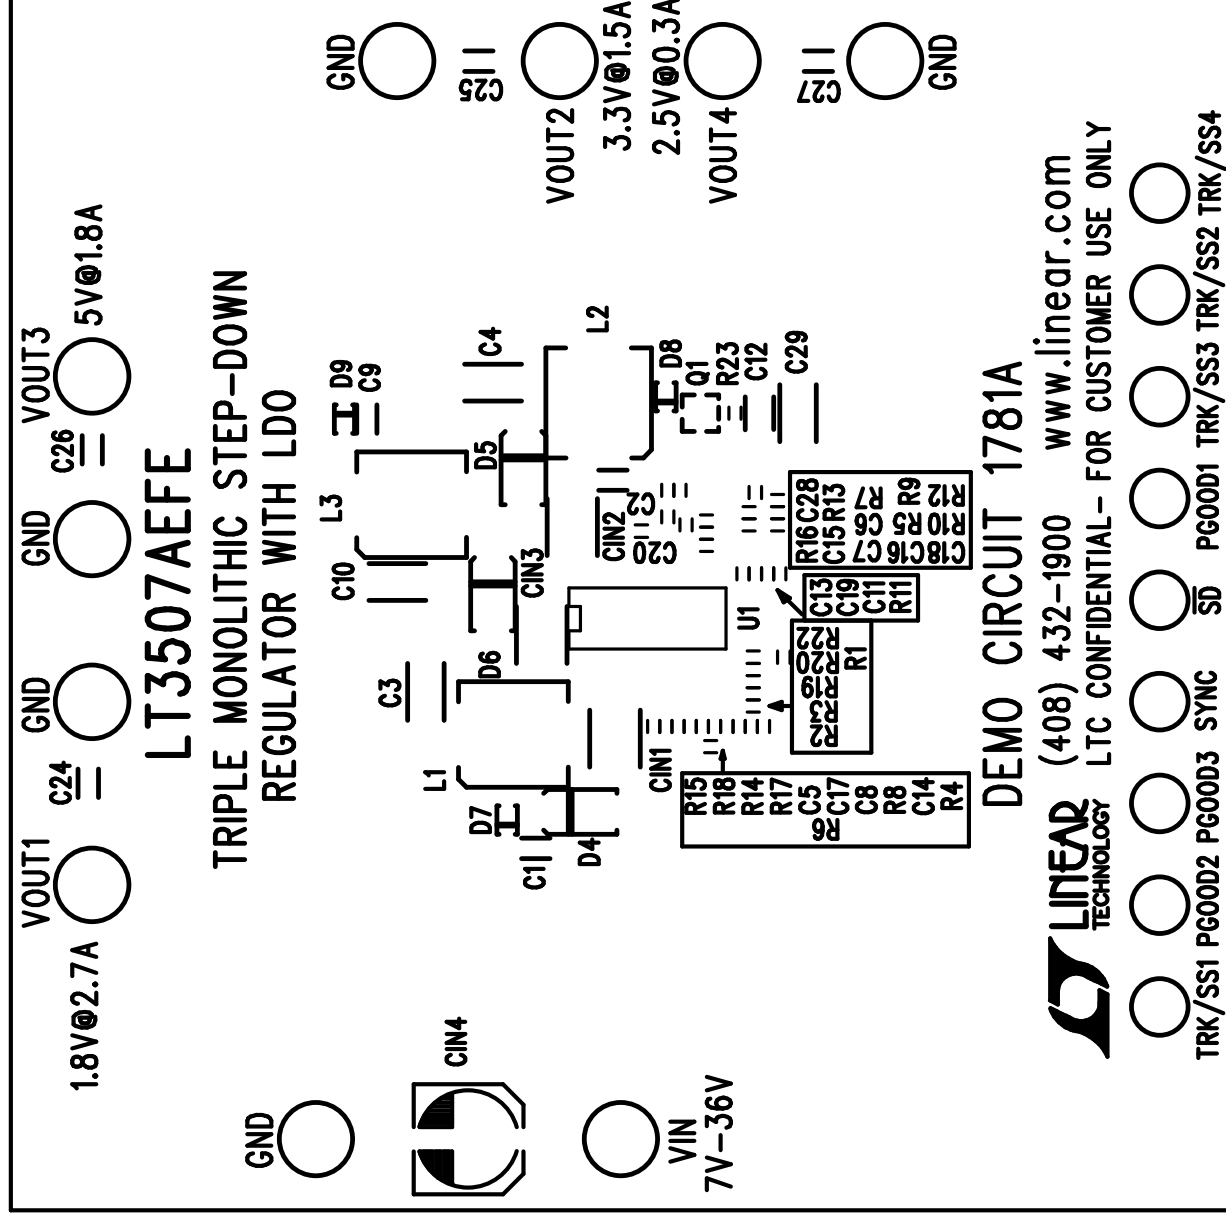 VOUT1
1.8V@2.7A
C24
GND
GND
C26
VOUT3
5V@1.8A
LT3507AEFE
TRIPLE MONOLITHIC STEP-DOWN
REGULATOR WITH LDO
GND
C25
VOUT2
3.3V@1.5A
2.5V@0.3A
VOUT4
C27
GND
GND
CIN4
VIN
7V-36V
D9
C9
L3
C10
C3
L1
D7
C1
D4
D6
CIN3
D5
C4
L2
D8
Q1
R23
C12
C29
CIN2
C2
C20
CIN1
U1
R16 C28
C15 R13
C7 C6 R7
C16 R5 R9
C18 R10 R12
C13
C19
C11
R11
R22
R20
R19
R3
R2
R1
R15
R18
R14
R17
C5
C17
C8
R8
C14
R4
R6
DEMO CIRCUIT 1781A
(408) 432-1900 www.linear.com
LTC CONFIDENTIAL- FOR CUSTOMER USE ONLY
LINEAR
TECHNOLOGY
TRK/SS1 PGOOD2 PGOOD3 SYNC SD PGOOD1 TRK/SS3 TRK/SS2 TRK/SS4